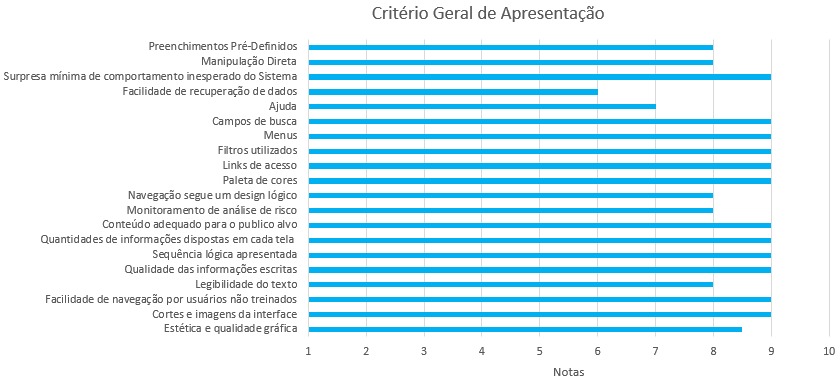 Critério Geral de Apresentação
Preenchimentos Pré-Definidos
Manipulação Direta
Surpresa mínima de comportamento inesperado do Sistema
Facilidade de recuperação de dados
Ajuda
Campos de busca
Menus
Filtros utilizados
Links de acesso
Paleta de cores
Navegação segue um design lógico
Monitoramento de análise de risco
Conteúdo adequado para o publico alvo
Quantidades de informações dispostas em cada tela
Sequência lógica apresentada
Qualidade das informações escritas
Legibilidade do texto
Facilidade de navegação por usuários não treinados
Cortes e imagens da interface
Estética e qualidade gráfica
1 2 3 4 5 6 7 8 9 10
Notas